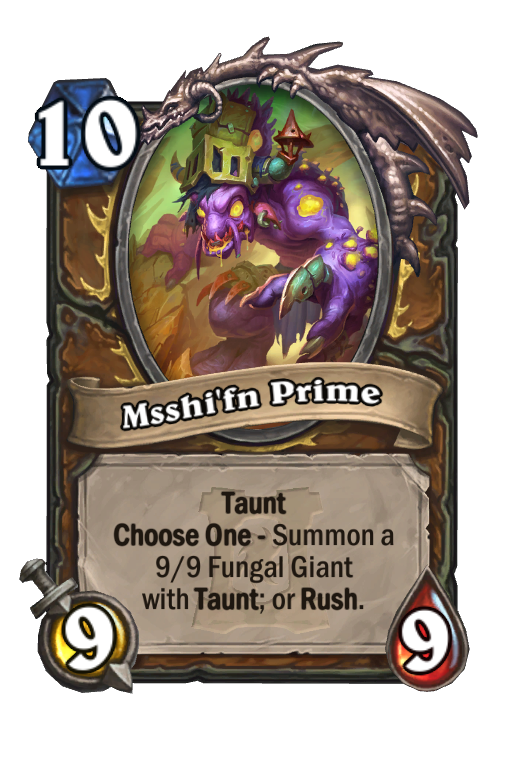 10
Msshi'fn Prime
Taunt
Choose One - Summon a
9/9 Fungal Giant
with Taunt; or Rush.
9
9